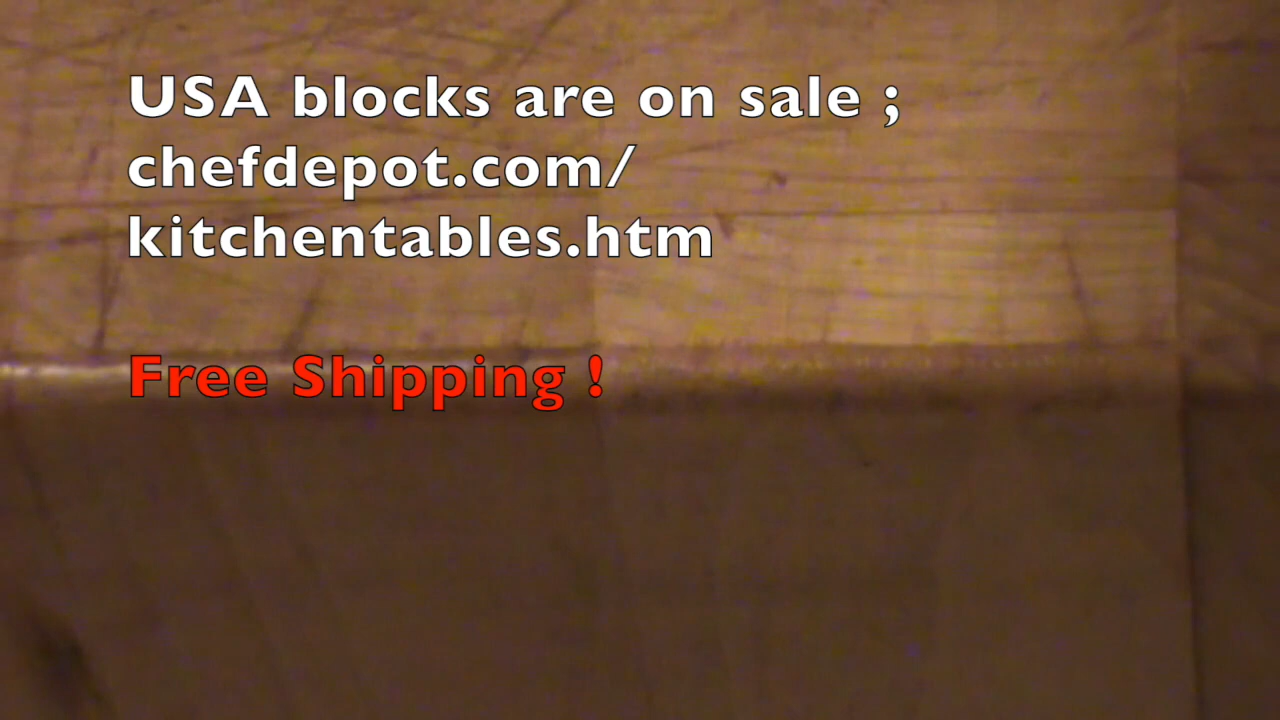 USA blocks are on sale ;
chefdepot.com/
kitchentables.htm
Free Shipping !